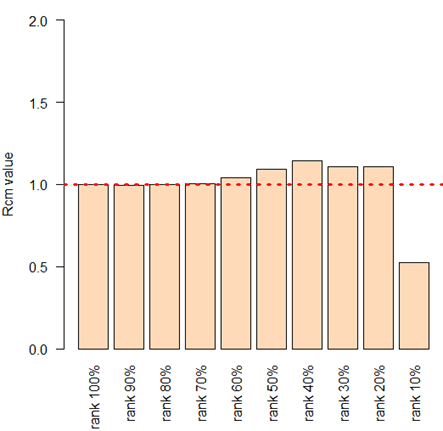 2.0
1.5
1.0
0.5
0.0
Rcm value
rank 100%
rank 90%
rank 80%
rank 70%
rank 60%
rank 50%
rank 40%
rank 30%
rank 20%
rank 10%